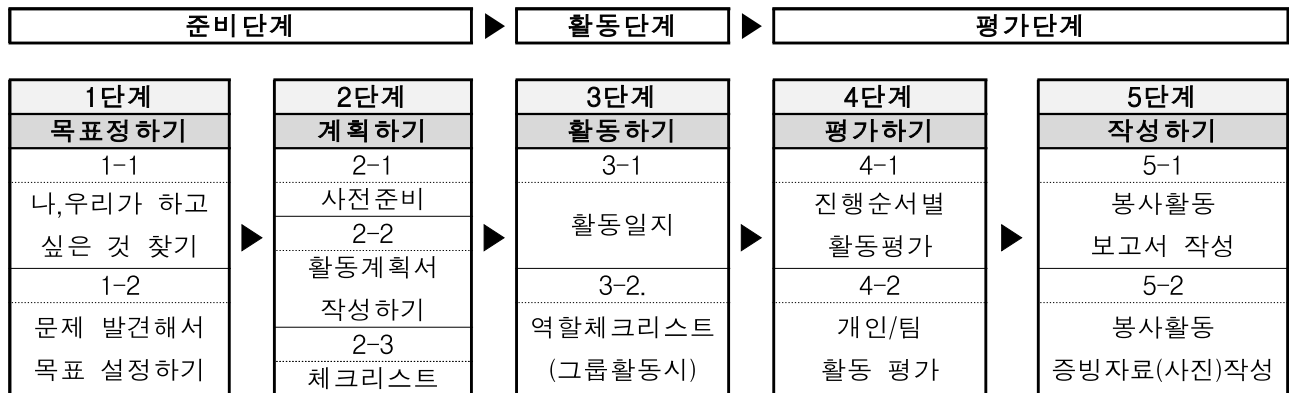 준비단계 ▶ 활동단계 ▶ 평가단계
1단계
목표정하기
1-1
나,우리가 하고
싶은 것 찾기
1-2
문제 발견해서
목표 설정하기
▶
2단계
계획하기
2-1
사전준비
2-2
활동계획서
작성하기
2-3
체크리스트
▶
3단계
활동하기
3-1
활동일지
3-2.
역할체크리스트
(그룹활동시)
▶
4단계
평가하기
4-1
진행순서별
활동평가
4-2
개인/팀
활동 평가
▶
5단계
작성하기
5-1
봉사활동
보고서 작성
5-2
봉사활동
증빙자료(사진)작성